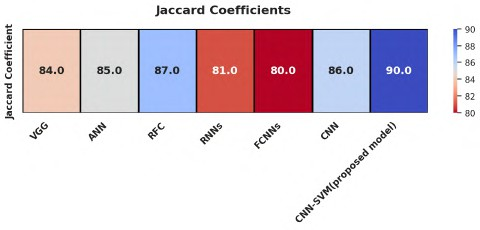 Jaccard Coefficients
Jaccard Coefficient
84.0 85.0 87.0 81.0 80.0 86.0 90.0
VGG ANN RFC RNNs FCNNs CNN CNN-SVM(proposed model)
90
88
86
84
82
80